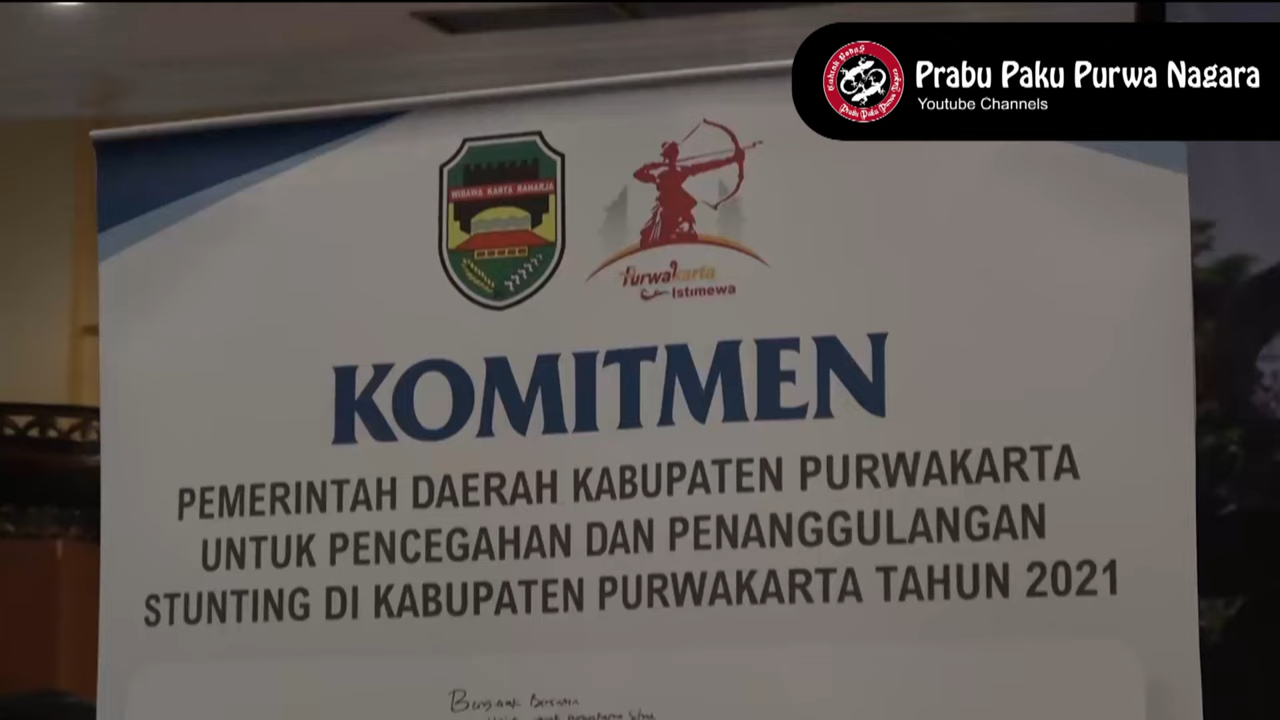 Prabu Paku Purwa Nagara
Youtube Channels
WIBAWA KARTA RAHARJA
Purwakarta
Istimewa
KOMITMEN
PEMERINTAH DAERAH KABUPATEN PURWAKARTA
UNTUK PENCEGAHAN DAN PENANGGULANGAN
STUNTING DI KABUPATEN PURWAKARTA TAHUN 2021